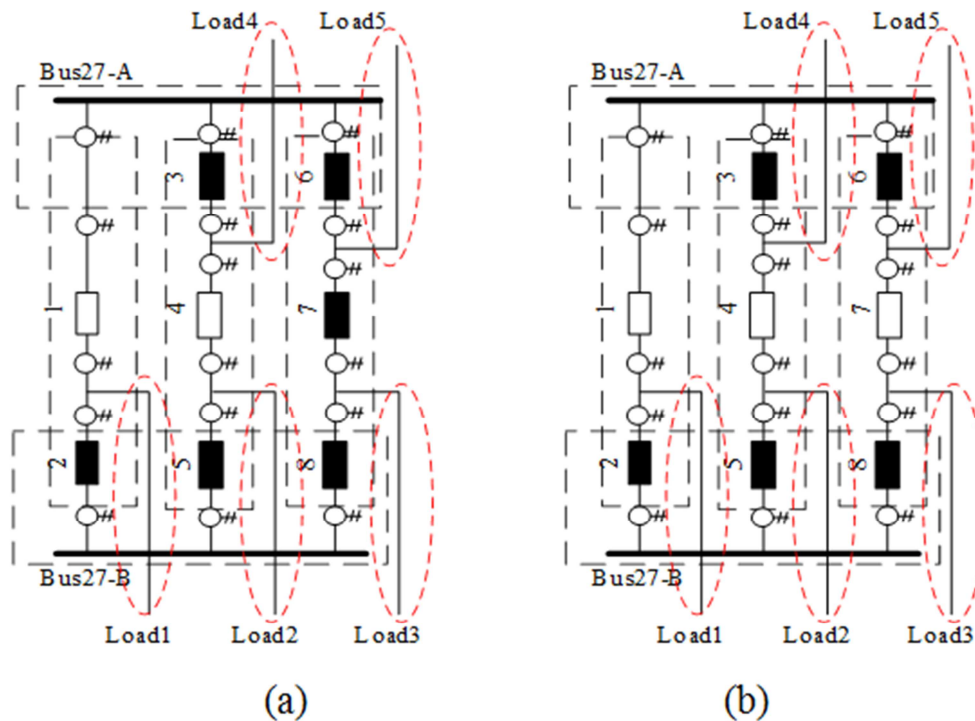 Load4 Load5 Load4 Load5
Bus27-A Bus27-A
3 6 3 6
1 4 7 1 4 7
2 5 8 2 5 8
Bus27-B Bus27-B
Load1 Load2 Load3 Load1 Load2 Load3
(a) (b)